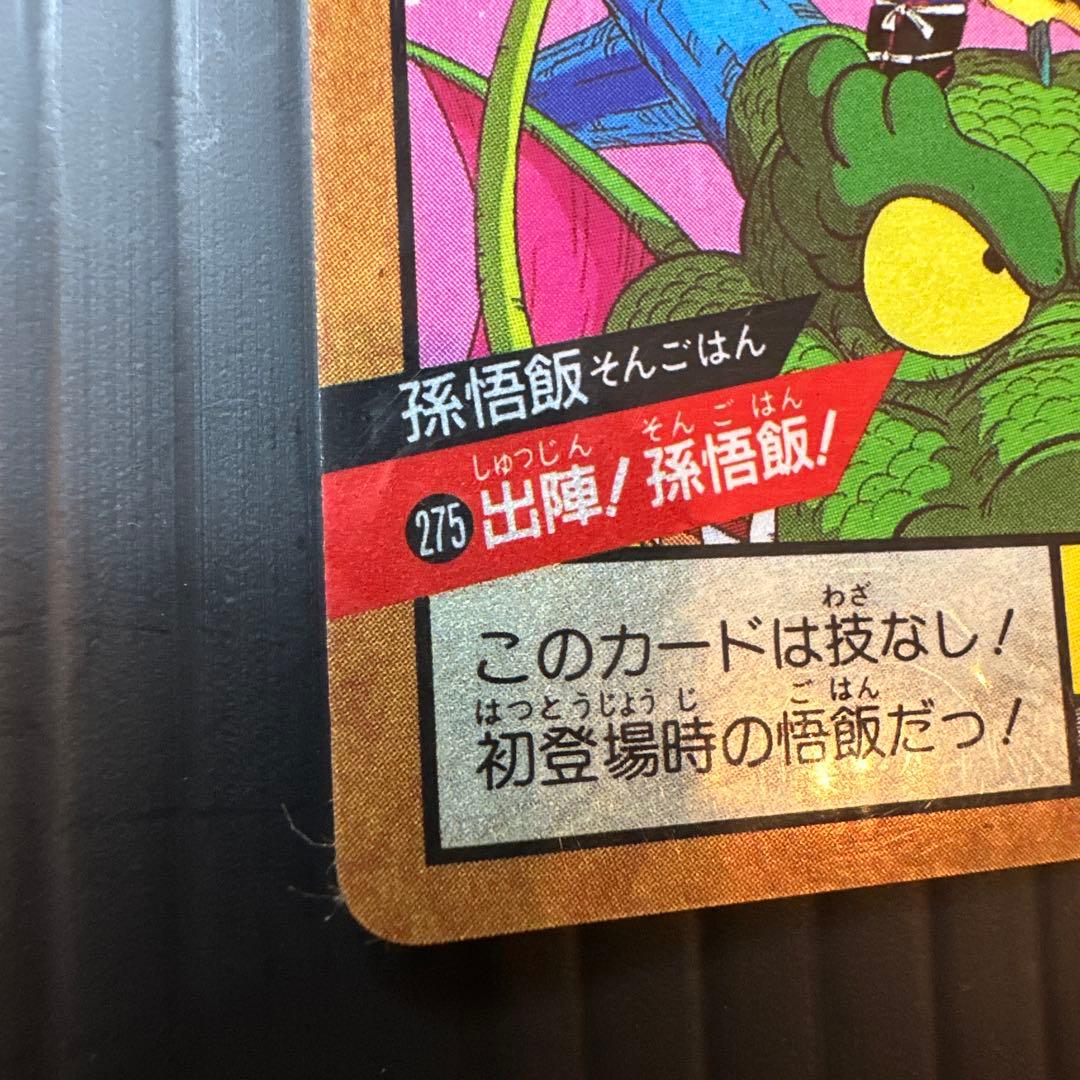 孫悟飯そんごはん
しゅつじん そんごはん
275 出陣！孫悟飯！
わざ
このカードは技なし！
はつとうじょうじ ごはん
初登場時の悟飯だっ！